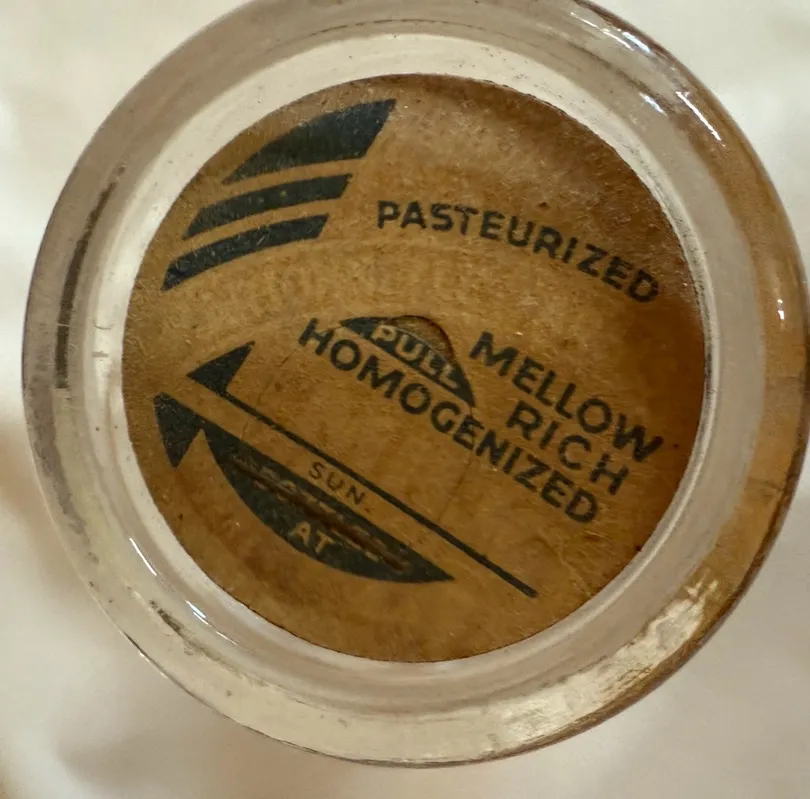 PASTEURIZED
PULL
MELLOW
RICH
HOMOGENIZED
SUN.
AT